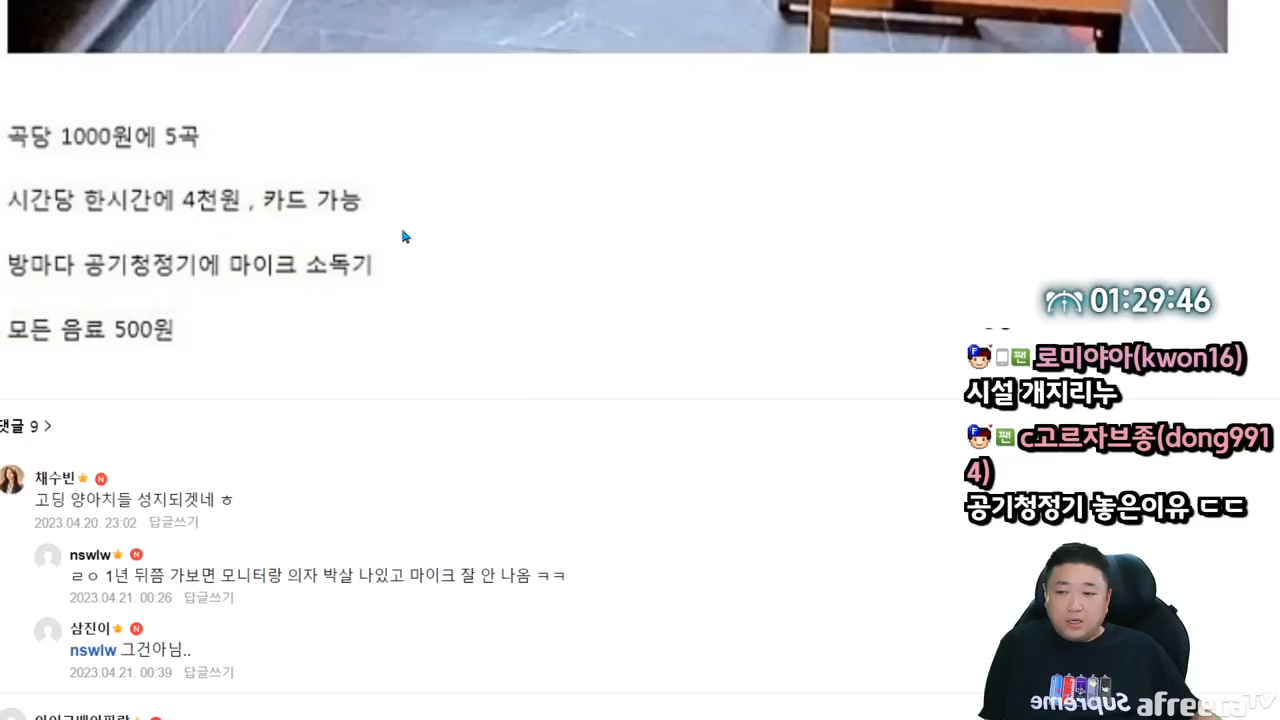 곡당 1000원에 5곡
시간당 한시간에 4천원 , 카드 가능
방마다 공기청정기에 마이크 소독기
모든 음료 500원
01:29:46
로미야아(kwon16)
시설 개지리누
c고르자브종(dong991
4)
공기청정기 놓은이유 ㄷㄷ
댓글 9 >
채수빈 N
고딩 양아치들 성지되겟네 ㅎ
2023.04.20. 23:02 답글쓰기
nswlw N
ㄹㅇ 1년 뒤쯤 가보면 모니터랑 의자 박살 나있고 마이크 잘 안 나옴 ㅋㅋ
2023.04.21. 00:26 답글쓰기
삼진이 N
nswlw 그건아님..
2023.04.21. 00:39 답글쓰기
Supreme
afreecaTV